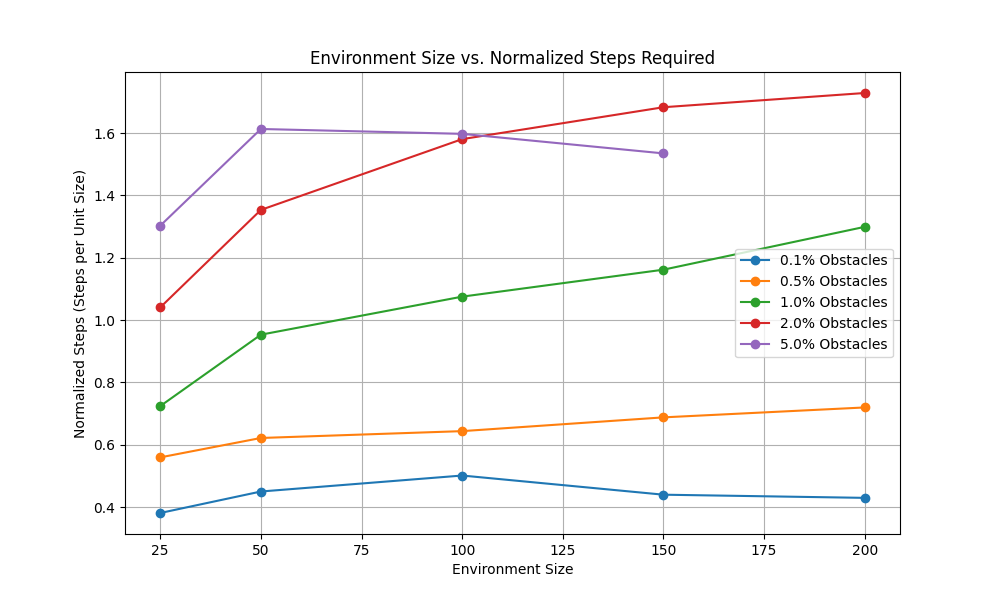 Environment Size vs. Normalized Steps Required
Normalized Steps (Steps per Unit Size)
1.6
1.4
1.2
1.0
0.8
0.6
0.4
0.1% Obstacles
0.5% Obstacles
1.0% Obstacles
2.0% Obstacles
5.0% Obstacles
25 50 75 100 125 150 175 200
Environment Size